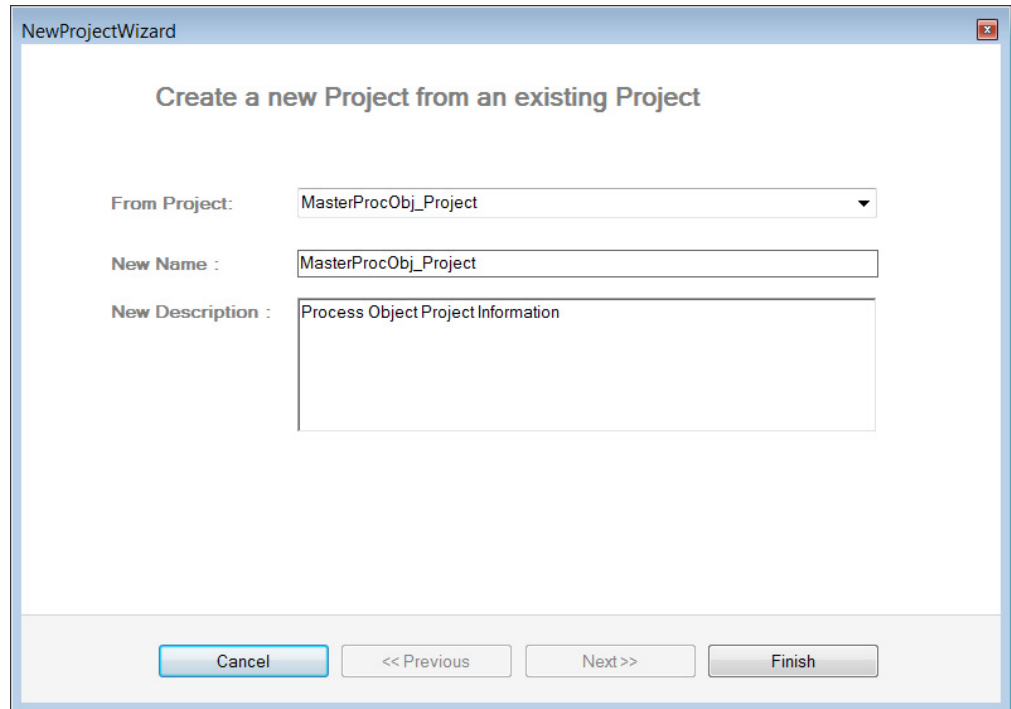 NewProjectWizard
Create a new Project from an existing Project
From Project: MasterProcObj_Project
New Name : MasterProcObj_Project
New Description : Process Object Project Information
Cancel << Previous Next >> Finish